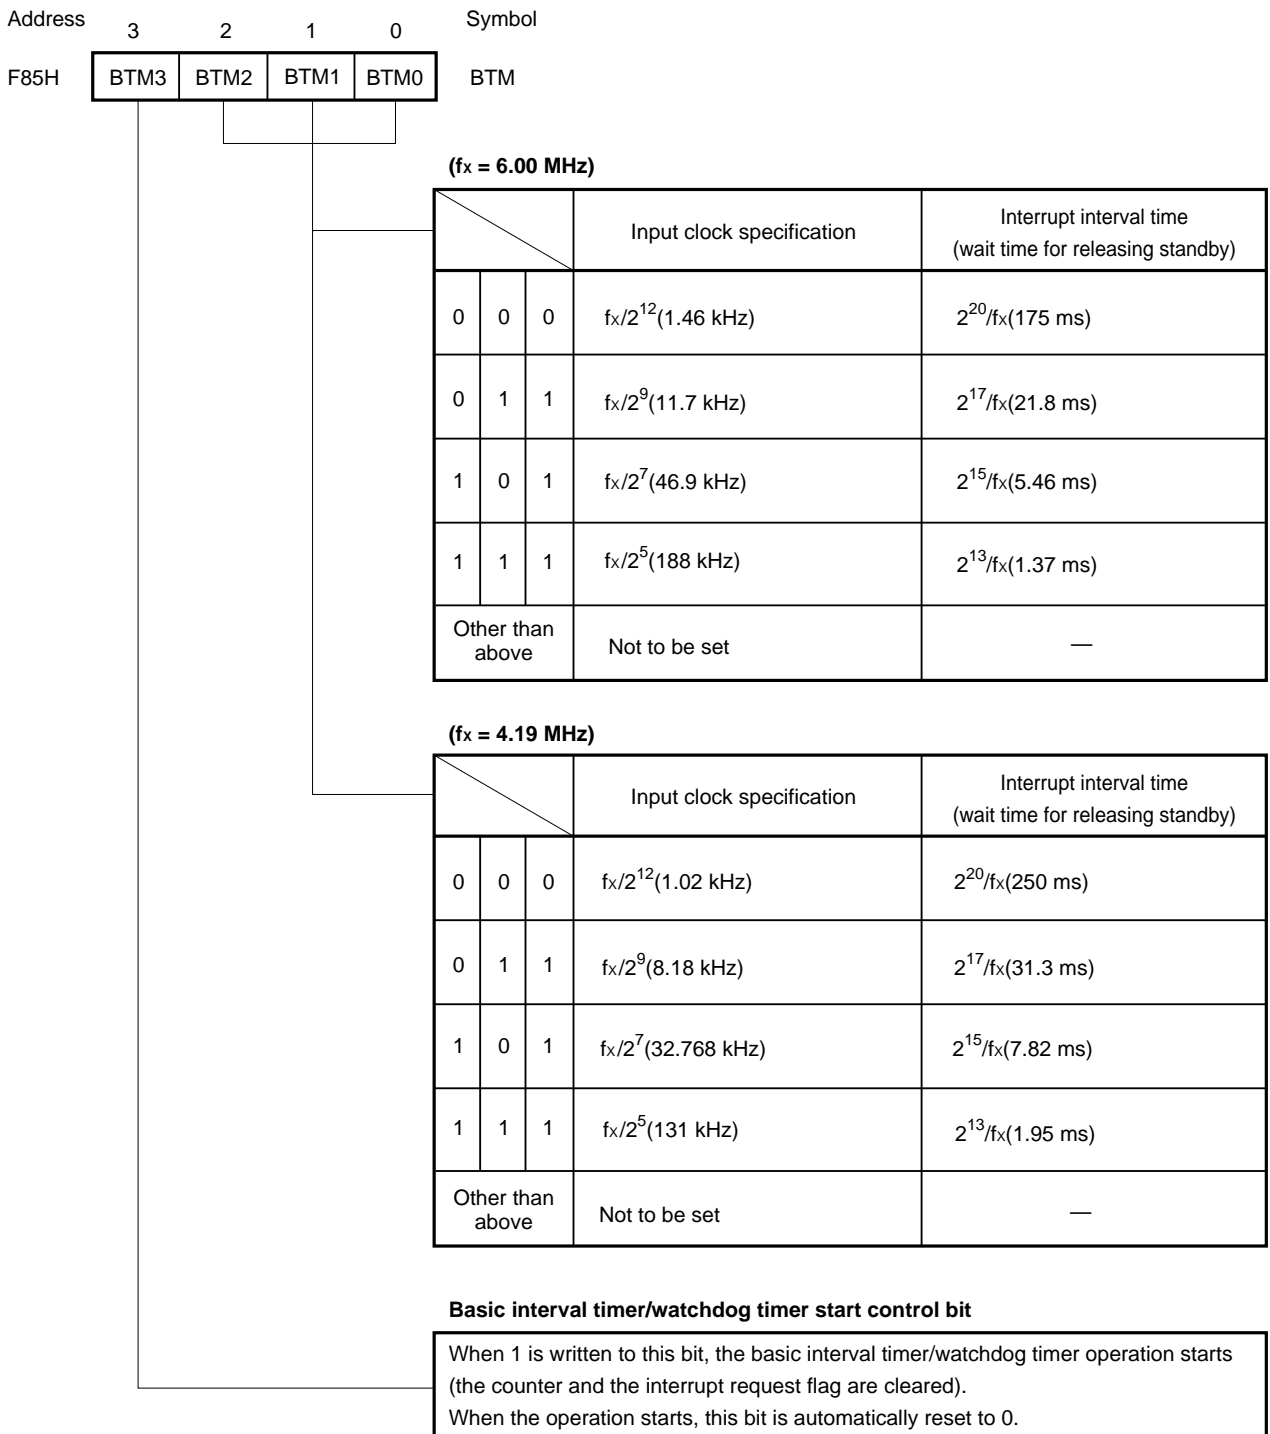 Address 3 2 1 0 Symbol
F85H BTM3 BTM2 BTM1 BTM0 BTM
(fX = 6.00 MHz)
Input clock specification Interrupt interval time
(wait time for releasing standby)
0 0 0 fX/2^12(1.46 kHz) 2^20/fX(175 ms)
0 1 1 fX/2^9(11.7 kHz) 2^17/fX(21.8 ms)
1 0 1 fX/2^7(46.9 kHz) 2^15/fX(5.46 ms)
1 1 1 fX/2^5(188 kHz) 2^13/fX(1.37 ms)
Other than
above Not to be set —
(fX = 4.19 MHz)
Input clock specification Interrupt interval time
(wait time for releasing standby)
0 0 0 fX/2^12(1.02 kHz) 2^20/fX(250 ms)
0 1 1 fX/2^9(8.18 kHz) 2^17/fX(31.3 ms)
1 0 1 fX/2^7(32.768 kHz) 2^15/fX(7.82 ms)
1 1 1 fX/2^5(131 kHz) 2^13/fX(1.95 ms)
Other than
above Not to be set —
Basic interval timer/watchdog timer start control bit
When 1 is written to this bit, the basic interval timer/watchdog timer operation starts
(the counter and the interrupt request flag are cleared).
When the operation starts, this bit is automatically reset to 0.